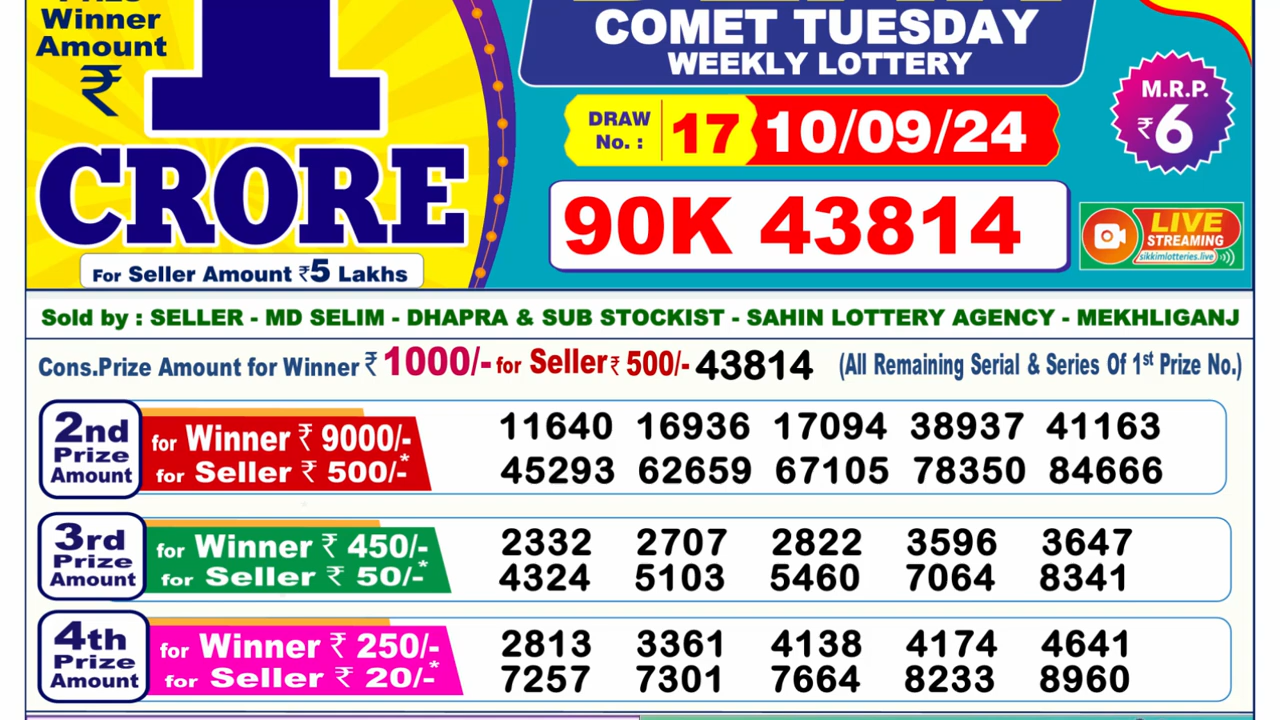 Winner
Amount
₹
1
CRORE
For Seller Amount ₹5 Lakhs
COMET TUESDAY
WEEKLY LOTTERY
DRAW
No. :
17
10/09/24
M.R.P.
₹6
90K 43814
LIVE
STREAMING
sikkimlotteries.live
Sold by : SELLER - MD SELIM - DHAPRA & SUB STOCKIST - SAHIN LOTTERY AGENCY - MEKHLIGANJ
Cons.Prize Amount for Winner ₹ 1000/- for Seller ₹ 500/- 43814 (All Remaining Serial & Series Of 1st Prize No.)
2nd
Prize
Amount
for Winner ₹ 9000/-
for Seller ₹ 500/-*
11640 16936 17094 38937 41163
45293 62659 67105 78350 84666
3rd
Prize
Amount
for Winner ₹ 450/-
for Seller ₹ 50/-*
2332 2707 2822 3596 3647
4324 5103 5460 7064 8341
4th
Prize
Amount
for Winner ₹ 250/-
for Seller ₹ 20/-*
2813 3361 4138 4174 4641
7257 7301 7664 8233 8960